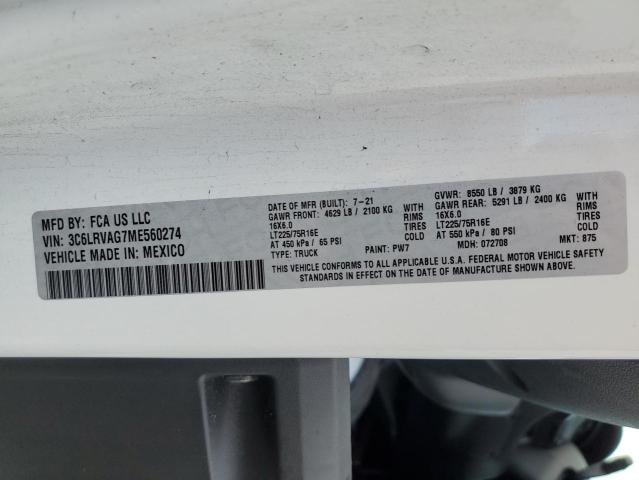 MFD BY: FCA US LLC
VIN: 3C6LRVAG7ME560274
VEHICLE MADE IN: MEXICO
DATE OF MFR (BUILT): 7-21 GVWR: 8550 LB / 3879 KG
GAWR FRONT: 4629 LB / 2100 KG WITH GAWR REAR: 5291 LB / 2400 KG WITH
16X6.0 RIMS 16X6.0 RIMS
LT225/75R16E TIRES LT225/75R16E TIRES
AT 450 kPa / 65 PSI COLD AT 550 kPa / 80 PSI COLD
TYPE: TRUCK PAINT: PW7 MDH: 072708 MKT: 875
THIS VEHICLE CONFORMS TO ALL APPLICABLE U.S.A. FEDERAL MOTOR VEHICLE SAFETY
STANDARDS IN EFFECT ON THE DATE OF MANUFACTURE SHOWN ABOVE.